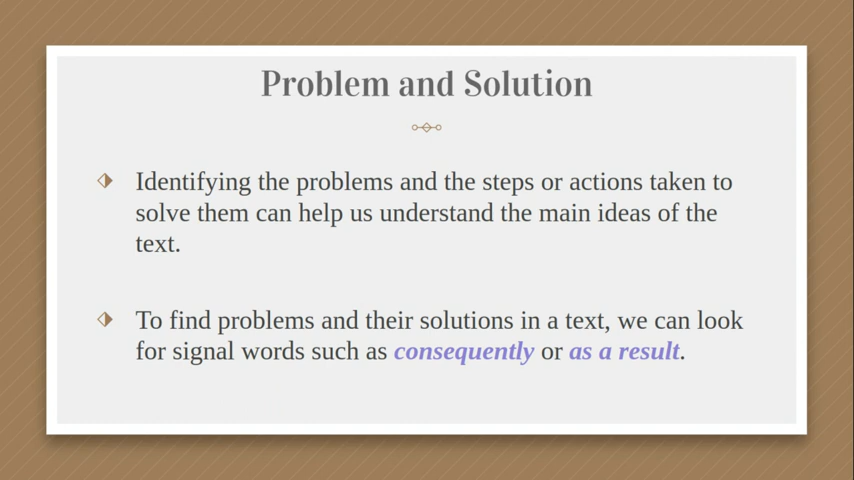 Problem and Solution
Identifying the problems and the steps or actions taken to
solve them can help us understand the main ideas of the
text.
To find problems and their solutions in a text, we can look
for signal words such as consequently or as a result.